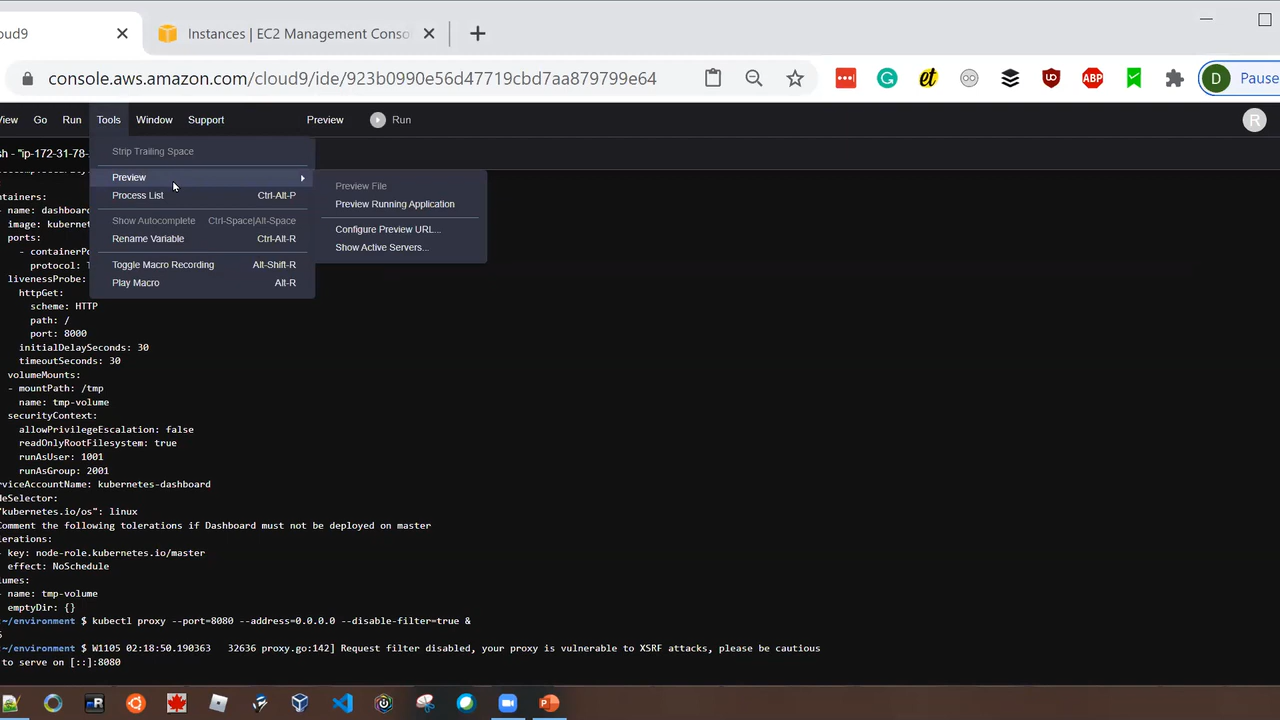 oud9
Instances | EC2 Management Conso
console.aws.amazon.com/cloud9/ide/923b0990e56d47719cbd7aa879799e64
et
ABP
D Pause
View Go Run Tools Window Support Preview Run
R
sh - "ip-172-31-78-
Strip Trailing Space
Preview
Process List Ctrl-Alt-P
Show Autocomplete Ctrl-Space|Alt-Space
Rename Variable Ctrl-Alt-R
Toggle Macro Recording Alt-Shift-R
Play Macro Alt-R
Preview File
Preview Running Application
Configure Preview URL...
Show Active Servers...
ntainers:
- name: dashboard
image: kubernet
ports:
- containerPo
protocol: T
livenessProbe:
httpGet:
scheme: HTTP
path: /
port: 8000
initialDelaySeconds: 30
timeoutSeconds: 30
volumeMounts:
- mountPath: /tmp
name: tmp-volume
securityContext:
allowPrivilegeEscalation: false
readOnlyRootFilesystem: true
runAsUser: 1001
runAsGroup: 2001
rviceAccountName: kubernetes-dashboard
deSelector:
"kubernetes.io/os": linux
Comment the following tolerations if Dashboard must not be deployed on master
lerations:
- key: node-role.kubernetes.io/master
effect: NoSchedule
lumes:
- name: tmp-volume
emptyDir: {}
:~/environment $ kubectl proxy --port=8080 --address=0.0.0.0 --disable-filter=true &
:~/environment $ W1105 02:18:50.190363 32636 proxy.go:142] Request filter disabled, your proxy is vulnerable to XSRF attacks, please be cautious
to serve on [::]:8080